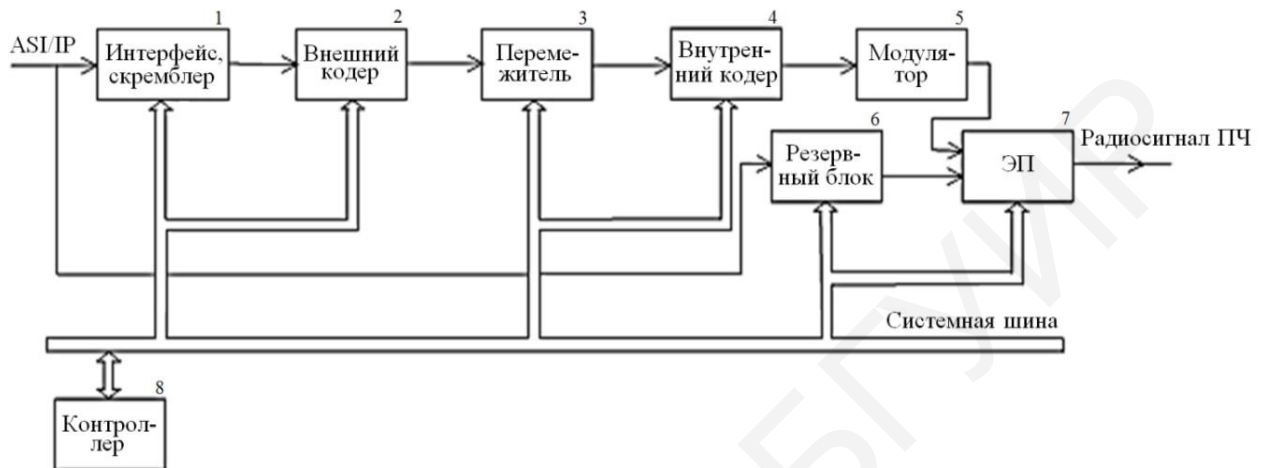 ASI/IP
1
Интерфейс,
скремблер
2
Внешний
кодер
3
Переме-
житель
4
Внутрен-
ний кодер
5
Модуля-
тор
6
Резерв-
ный блок
7
ЭП
Радиосигнал ПЧ
Системная шина
8
Контрол-
лер
БГУИР